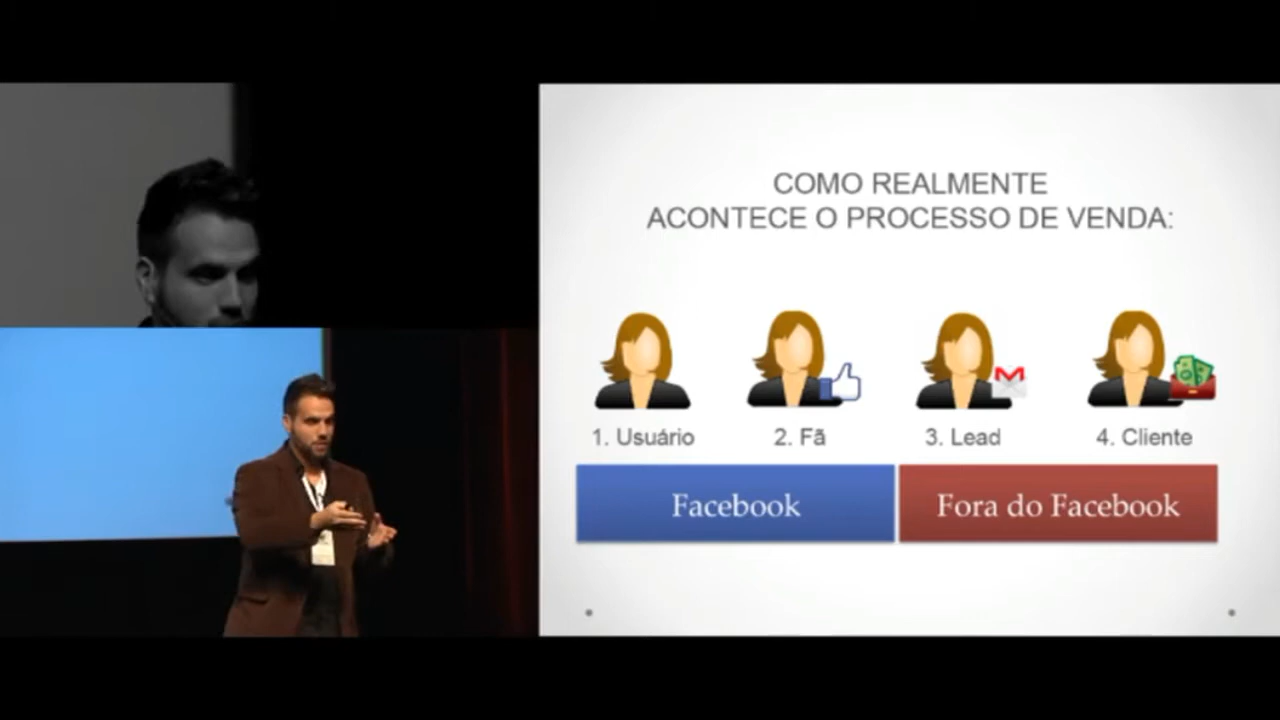 COMO REALMENTE
ACONTECE O PROCESSO DE VENDA:
1. Usuário
2. Fã
3. Lead
4. Cliente
Facebook
Fora do Facebook